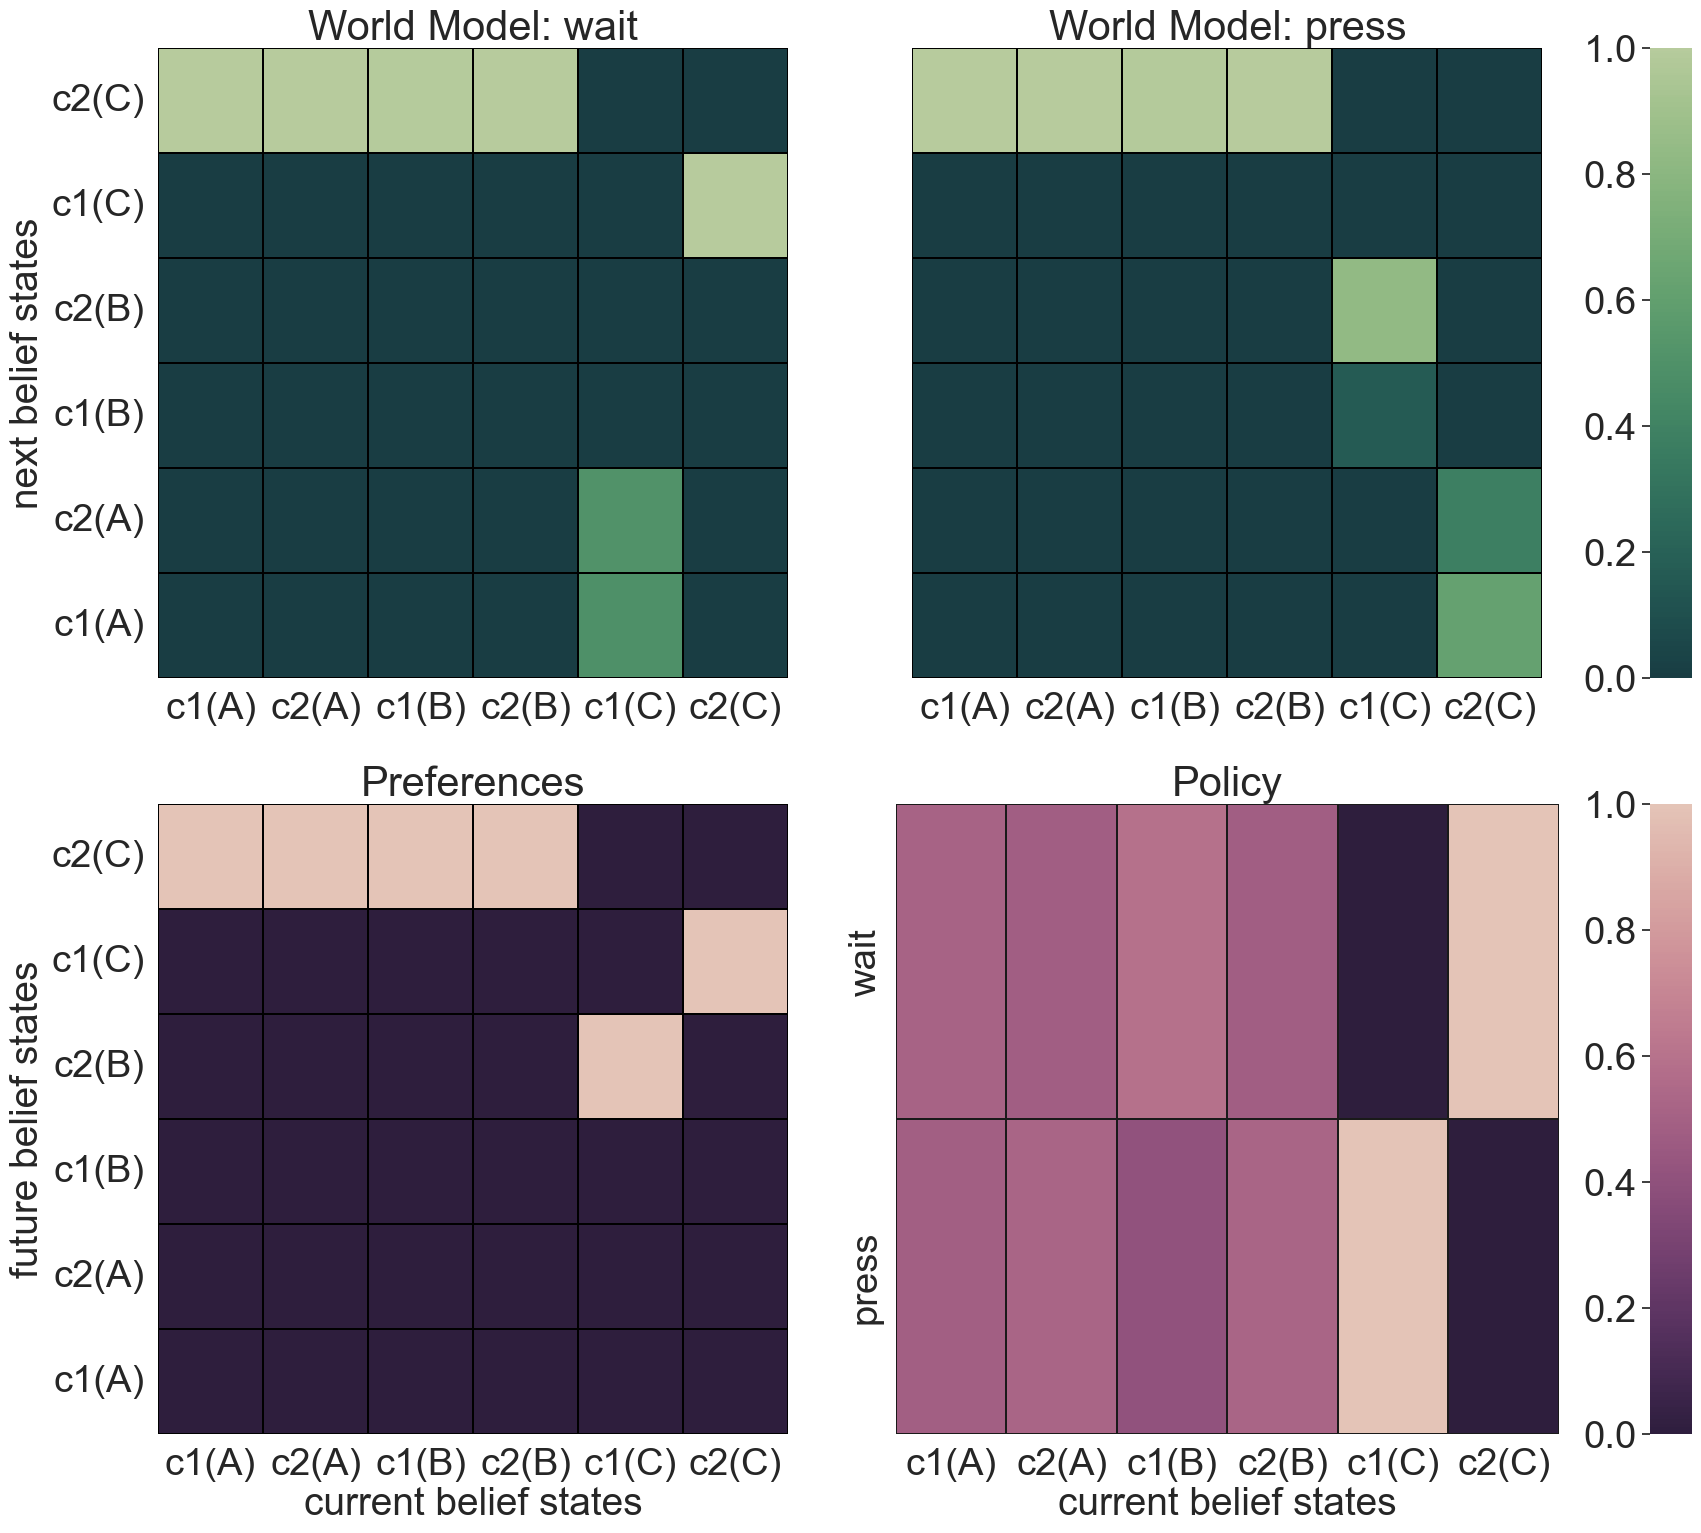 World Model: wait
World Model: press
next belief states
c2(C)
c1(C)
c2(B)
c1(B)
c2(A)
c1(A)
c1(A) c2(A) c1(B) c2(B) c1(C) c2(C)
c1(A) c2(A) c1(B) c2(B) c1(C) c2(C)
1.0
0.8
0.6
0.4
0.2
0.0
Preferences
Policy
future belief states
c2(C)
c1(C)
c2(B)
c1(B)
c2(A)
c1(A)
c1(A) c2(A) c1(B) c2(B) c1(C) c2(C)
current belief states
wait
press
c1(A) c2(A) c1(B) c2(B) c1(C) c2(C)
current belief states
1.0
0.8
0.6
0.4
0.2
0.0